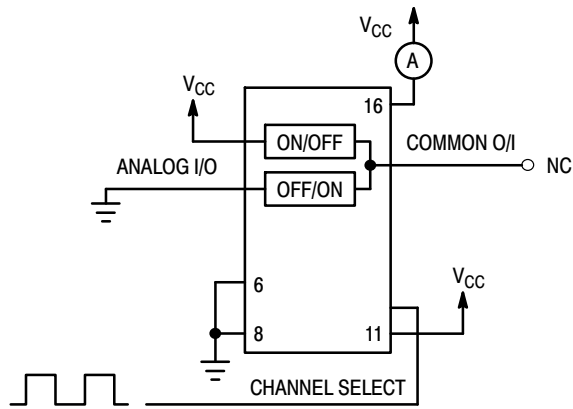 VCC
A
16
VCC
ON/OFF
COMMON O/I
NC
ANALOG I/O
OFF/ON
6
VCC
8
11
CHANNEL SELECT